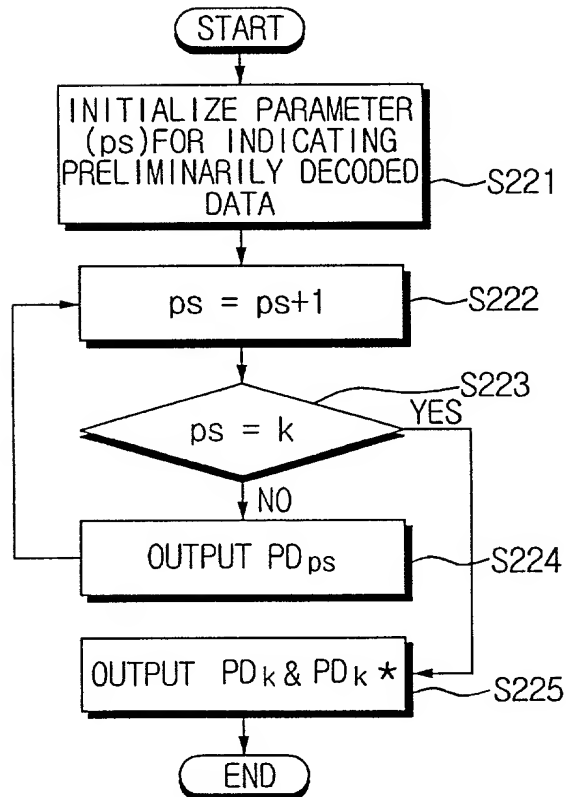 START
INITIALIZE PARAMETER
(ps)FOR INDICATING
PRELIMINARILY DECODED
DATA
S221
ps = ps+1
S222
S223
ps = k
YES
NO
OUTPUT PDps
S224
OUTPUT PDk & PDk *
S225
END